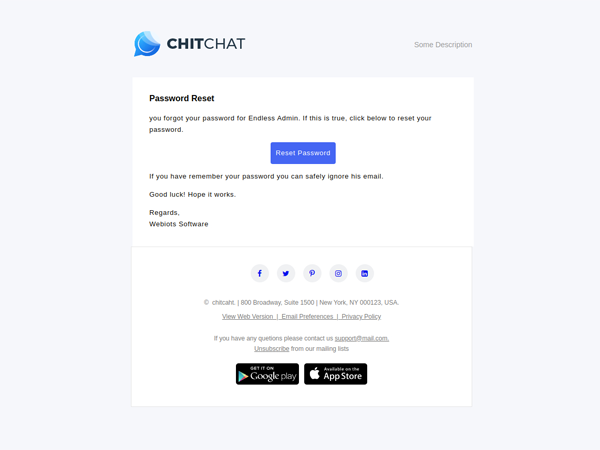 CHITCHAT
Some Description
Password Reset
you forgot your password for Endless Admin. If this is true, click below to reset your
password.
Reset Password
If you have remember your password you can safely ignore his email.
Good luck! Hope it works.
Regards,
Webiots Software
© chitcaht. | 800 Broadway, Suite 1500 | New York, NY 000123, USA.
View Web Version | Email Preferences | Privacy Policy
If you have any quetions please contact us support@mail.com.
Unsubscribe from our mailing lists
GET IT ON
Google play
Available on the
App Store